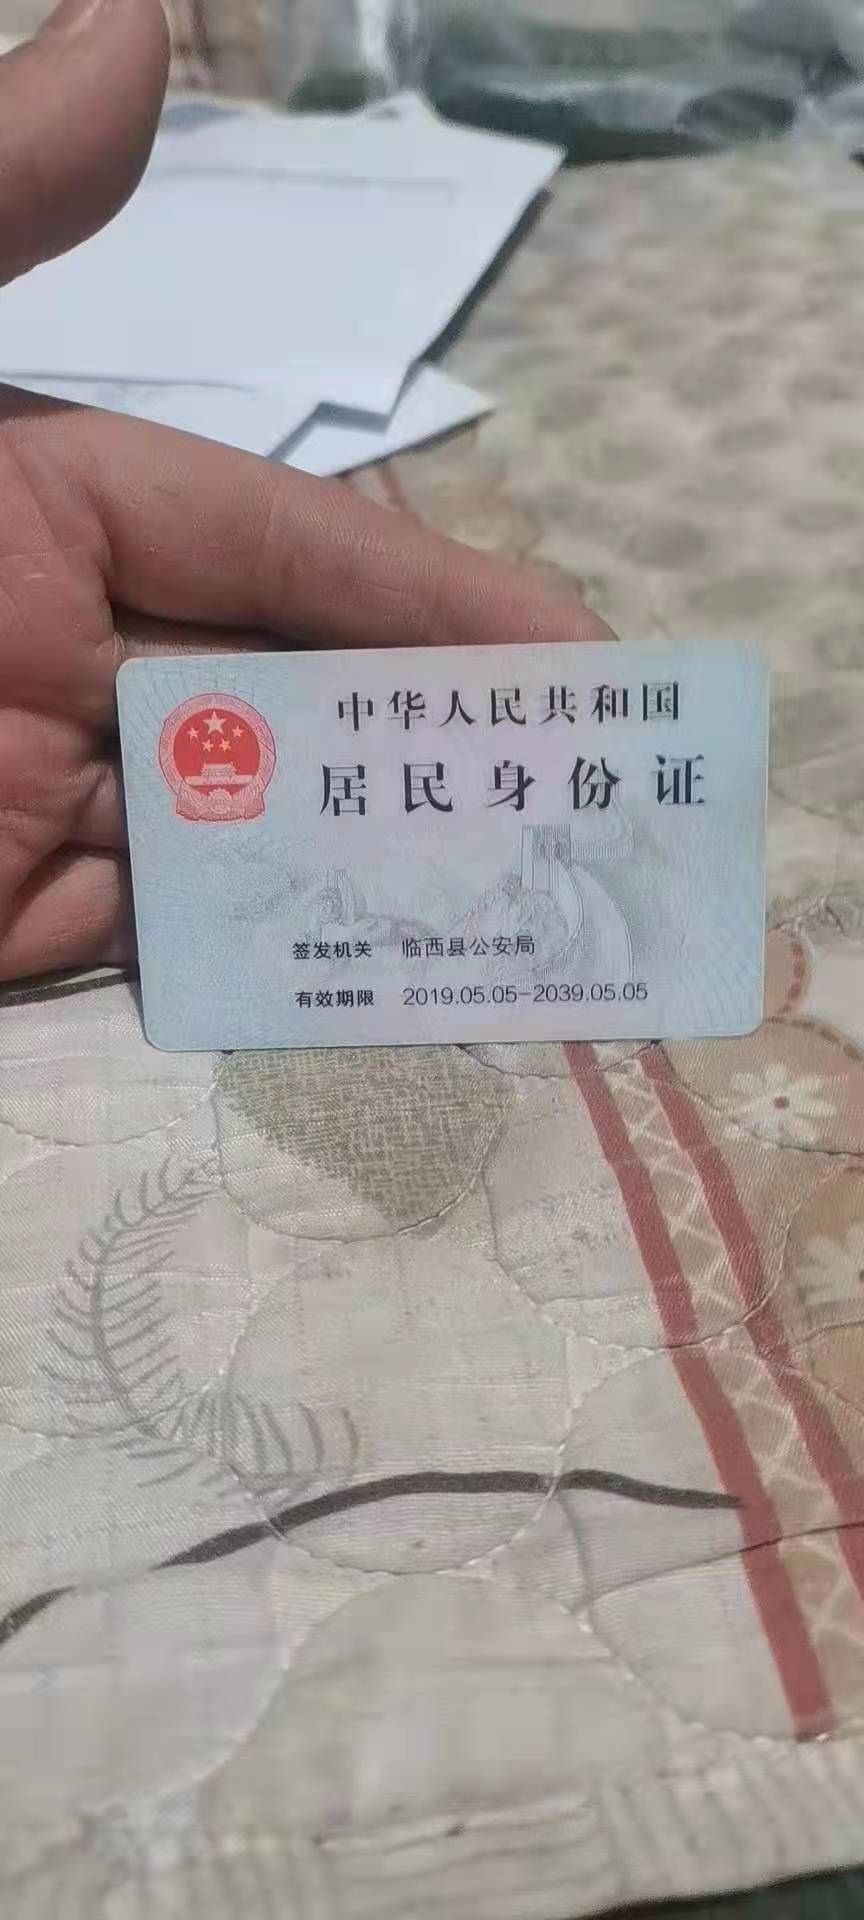 中华人民共和国
居民身份证
签发机关 临西县公安局
有效期限 2019.05.05-2039.05.05